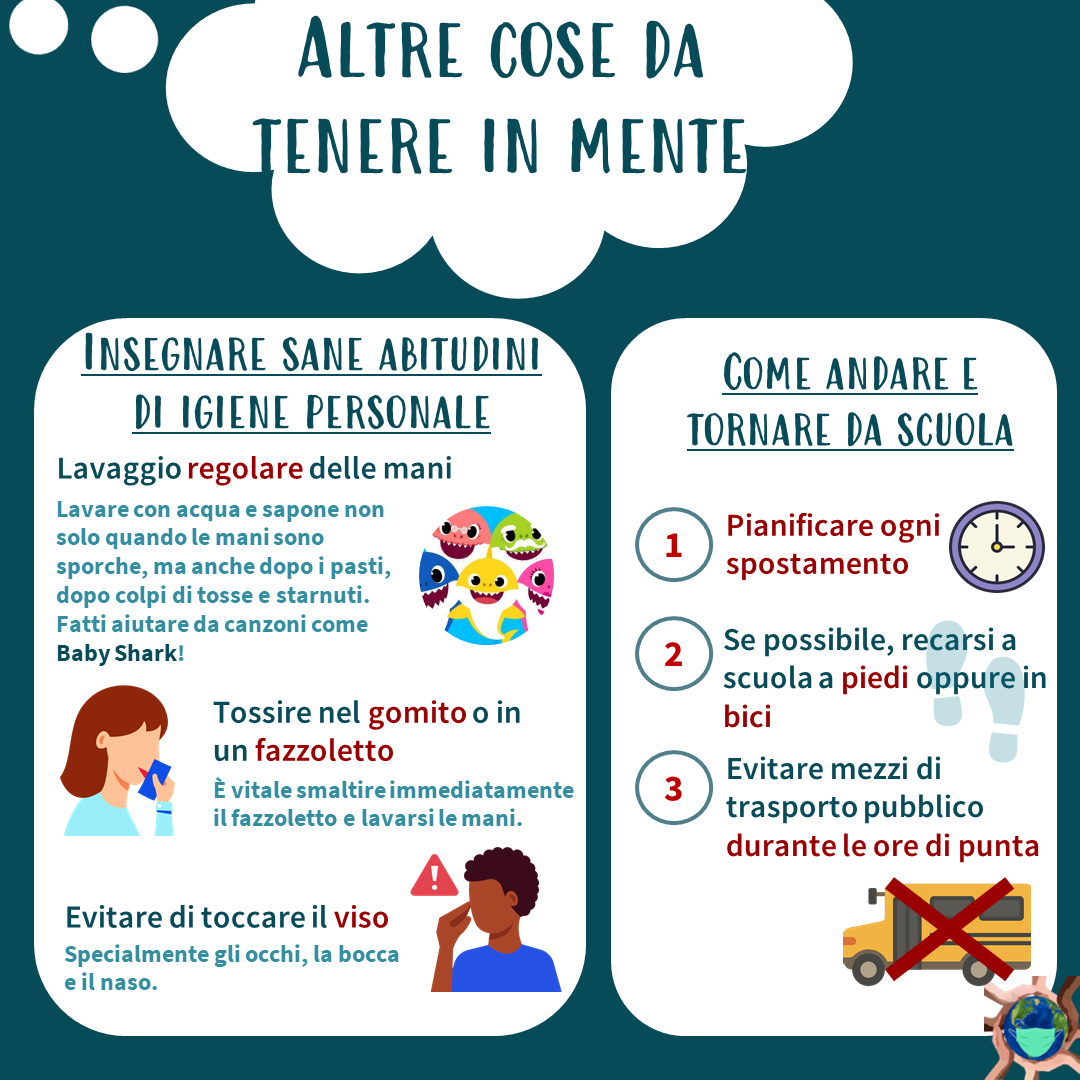 Altre cose da
tenere in mente
Insegnare sane abitudini
di igiene personale
Lavaggio regolare delle mani
Lavare con acqua e sapone non
solo quando le mani sono
sporche, ma anche dopo i pasti,
dopo colpi di tosse e starnuti.
Fatti aiutare da canzoni come
Baby Shark!
Tossire nel gomito o in
un fazzoletto
È vitale smaltire immediatamente
il fazzoletto e lavarsi le mani.
Evitare di toccare il viso
Specialmente gli occhi, la bocca
e il naso.
Come andare e
tornare da scuola
1
Pianificare ogni
spostamento
2
Se possibile, recarsi a
scuola a piedi oppure in
bici
3
Evitare mezzi di
trasporto pubblico
durante le ore di punta